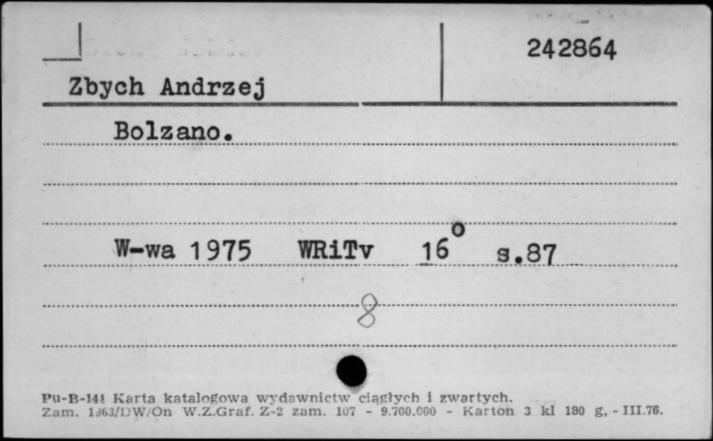 242864
Zbych Andrzej
Bolzano.
W-wa 1975 WRiTv 16° s.87
8
Pu-B-141 Karta katalogowa wydawnictw ciągłych i zwartych.
Zam. 1363/DW/On W.Z.Graf. Z-2 zam. 107 - 9.700.000 - Karton 3 kl 180 g, - III.76.